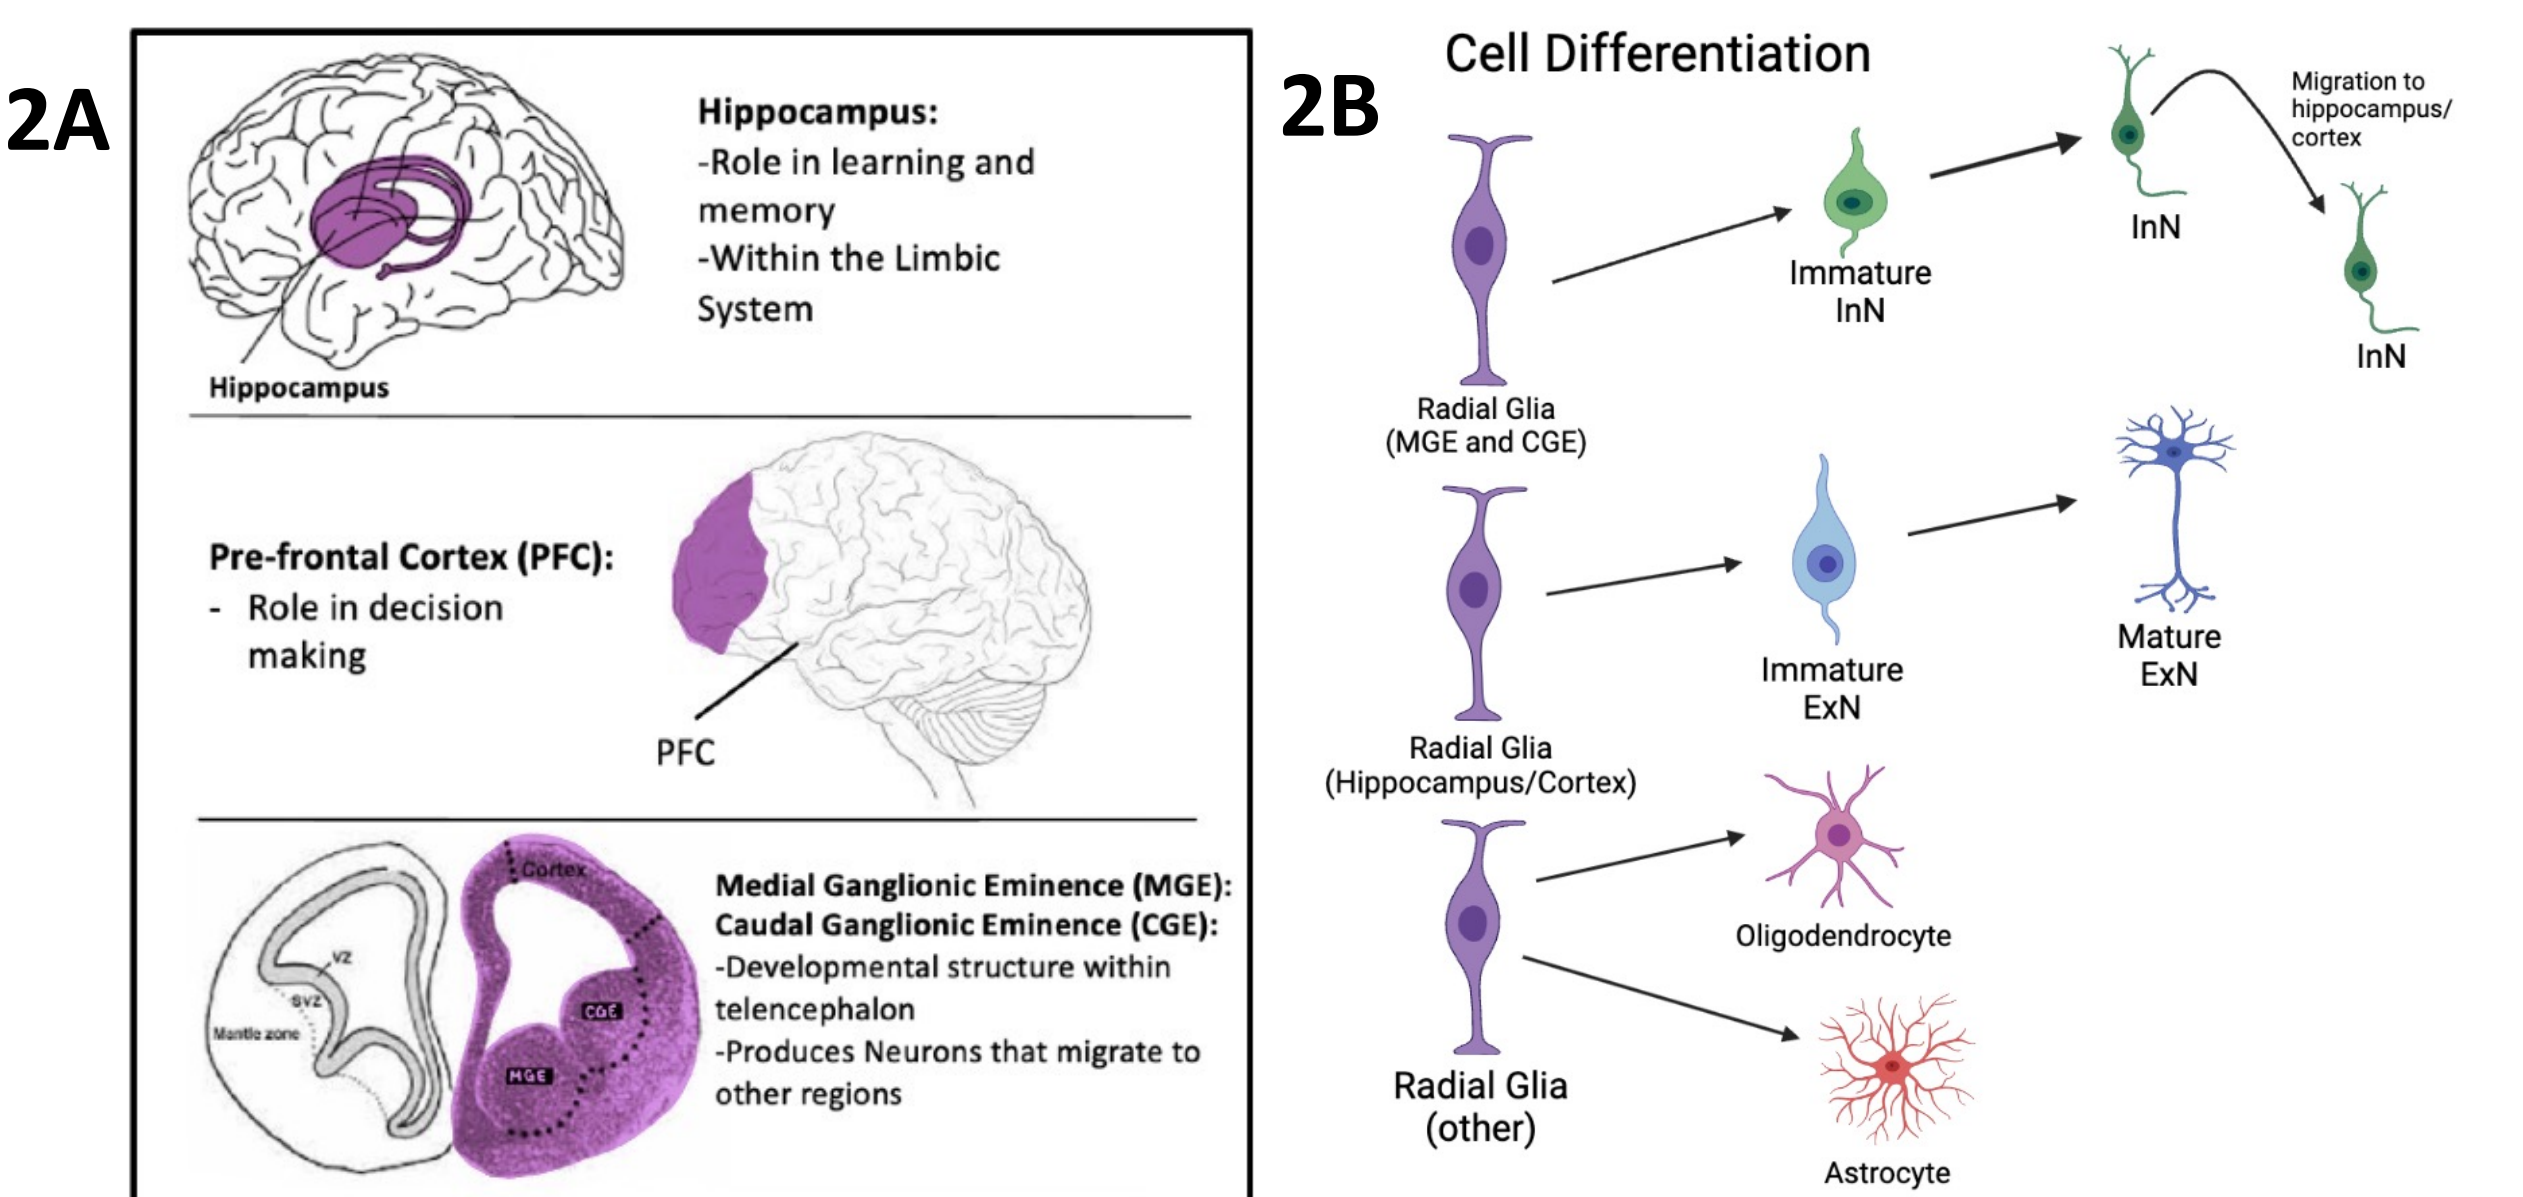 2A
Hippocampus:
-Role in learning and
memory
-Within the Limbic
System
Hippocampus
Pre-frontal Cortex (PFC):
- Role in decision
making
PFC
Cortex
VZ
SVZ
Mantle zone
CGE
MGE
Medial Ganglionic Eminence (MGE):
Caudal Ganglionic Eminence (CGE):
-Developmental structure within
telencephalon
-Produces Neurons that migrate to
other regions
2B
Cell Differentiation
Migration to
hippocampus/
cortex
InN
InN
Immature
InN
Radial Glia
(MGE and CGE)
Mature
ExN
Immature
ExN
Radial Glia
(Hippocampus/Cortex)
Oligodendrocyte
Radial Glia
(other)
Astrocyte